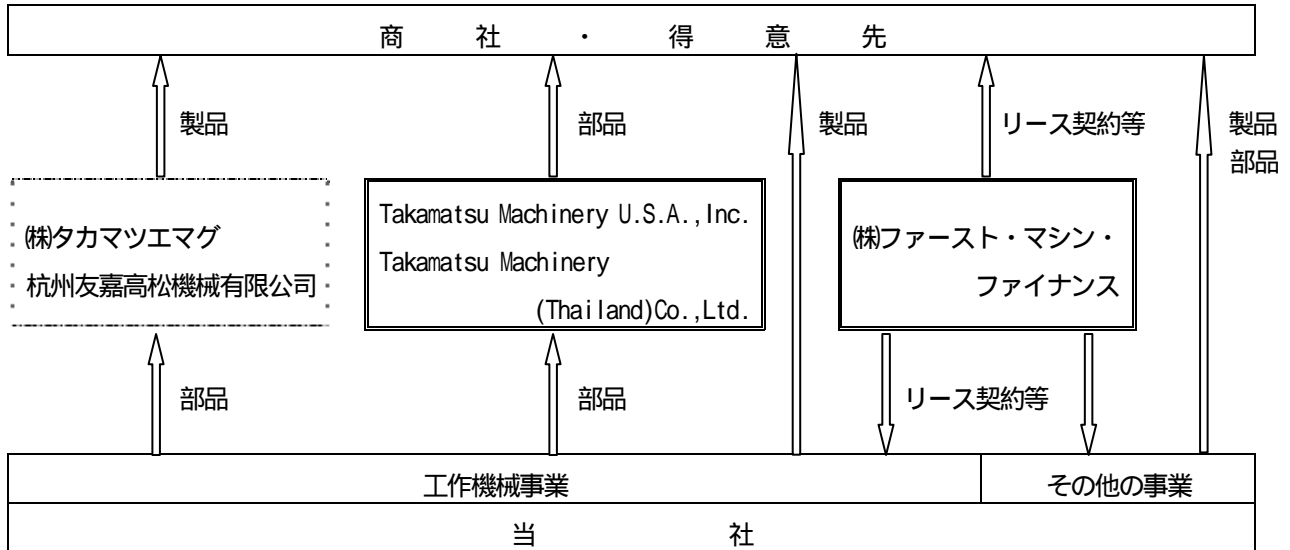 商社・得意先
製品
部品
製品
リース契約等
製品
部品
㈱タカマツエマグ
杭州友嘉高松機械有限公司
Takamatsu Machinery U.S.A.,Inc.
Takamatsu Machinery
(Thailand)Co.,Ltd.
㈱ファースト・マシン・
ファイナンス
部品
部品
リース契約等
工作機械事業
その他の事業
当社